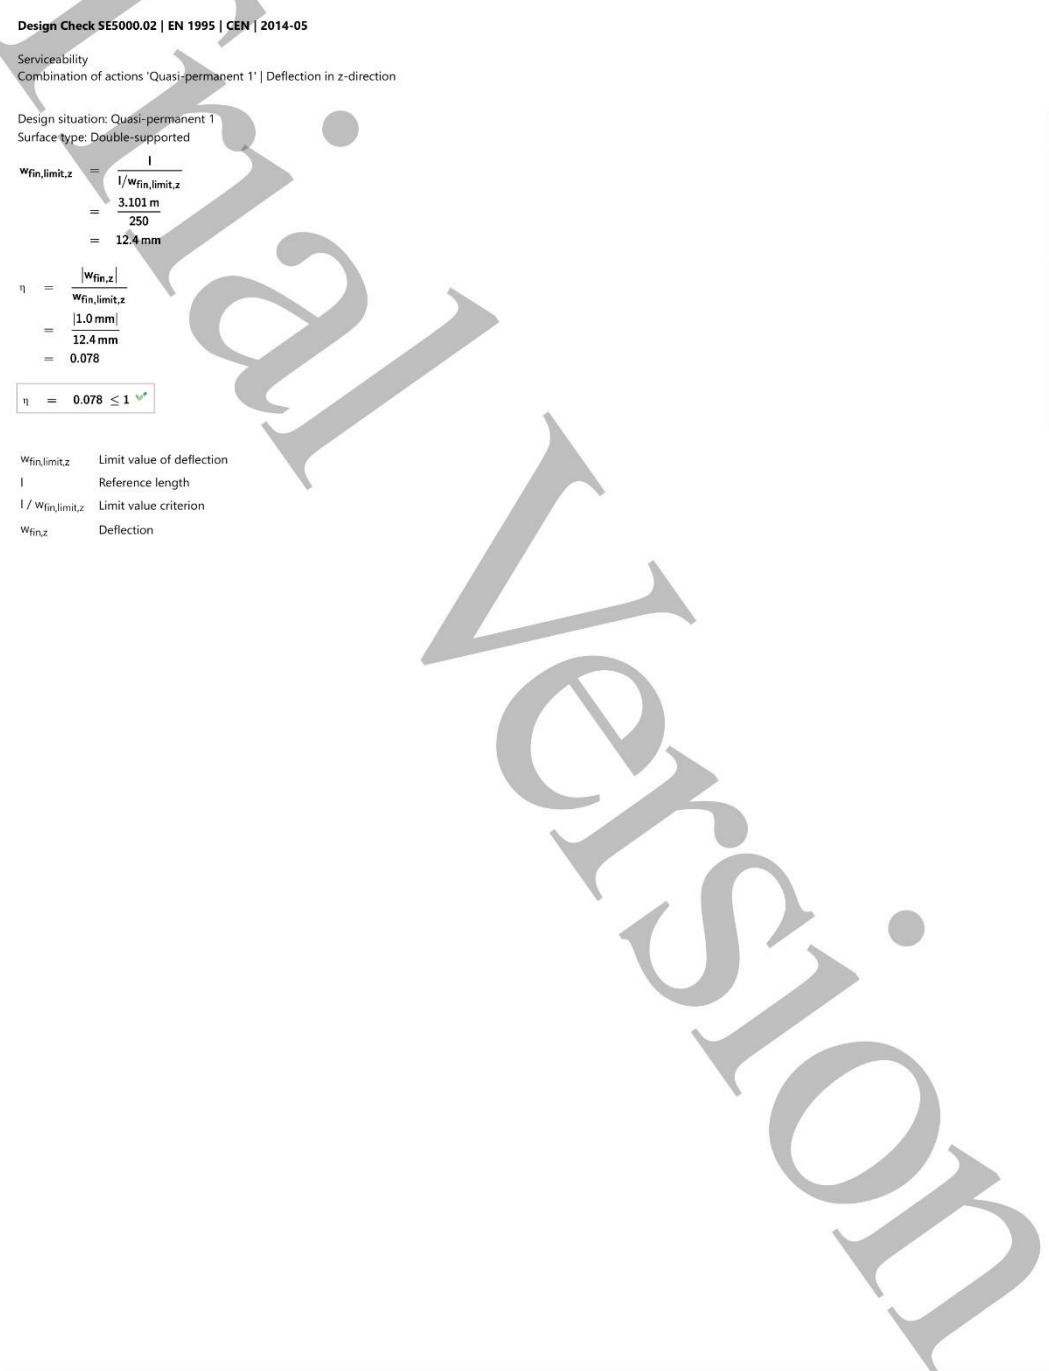 Design Check SE5000.02 | EN 1995 | CEN | 2014-05
Serviceability
Combination of actions 'Quasi-permanent 1' | Deflection in z-direction
Design situation: Quasi-permanent 1
Surface type: Double-supported
wfin,limit,z = l / l/wfin,limit,z
= 3.101 m / 250
= 12.4 mm
η = |wfin,z| / wfin,limit,z
= |1.0 mm| / 12.4 mm
= 0.078
η = 0.078 ≤ 1
wfin,limit,z Limit value of deflection
l Reference length
l / wfin,limit,z Limit value criterion
wfin,z Deflection
Trial Version